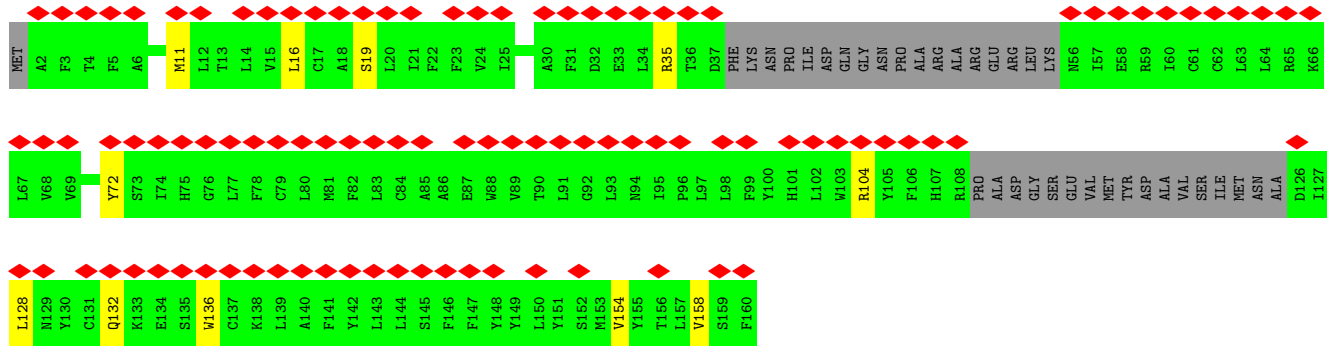 MET A2 F3 T4 F5 A6 M11 L12 T13 L14 V15 L16 C17 A18 S19 L20 I21 F22 F23 V24 I25 A30 F31 D32 E33 L34 R35 T36 D37 PHE LYS ASN PRO ILE ASP GLN GLY ASN PRO ALA ARG ALA ARG GLU ARG LEU LYS N56 I57 E58 R59 I60 C61 C62 L63 L64 R65 K66
L67 V68 V69 Y72 S73 I74 H75 G76 L77 F78 C79 L80 M81 F82 L83 C84 A85 A86 E87 W88 V89 T90 L91 G92 L93 N94 I95 P96 L97 L98 F99 Y100 H101 L102 W103 R104 Y105 F106 H107 R108 PRO ALA ASP GLY SER GLU VAL MET TYR ASP ALA VAL SER ILE MET ASN ALA D126 I127
L128 N129 Y130 C131 Q132 K133 E134 S135 W136 C137 K138 L139 A140 F141 Y142 L143 L144 S145 F146 F147 Y148 Y149 L150 Y151 S152 M153 V154 Y155 T156 L157 V158 S159 F160